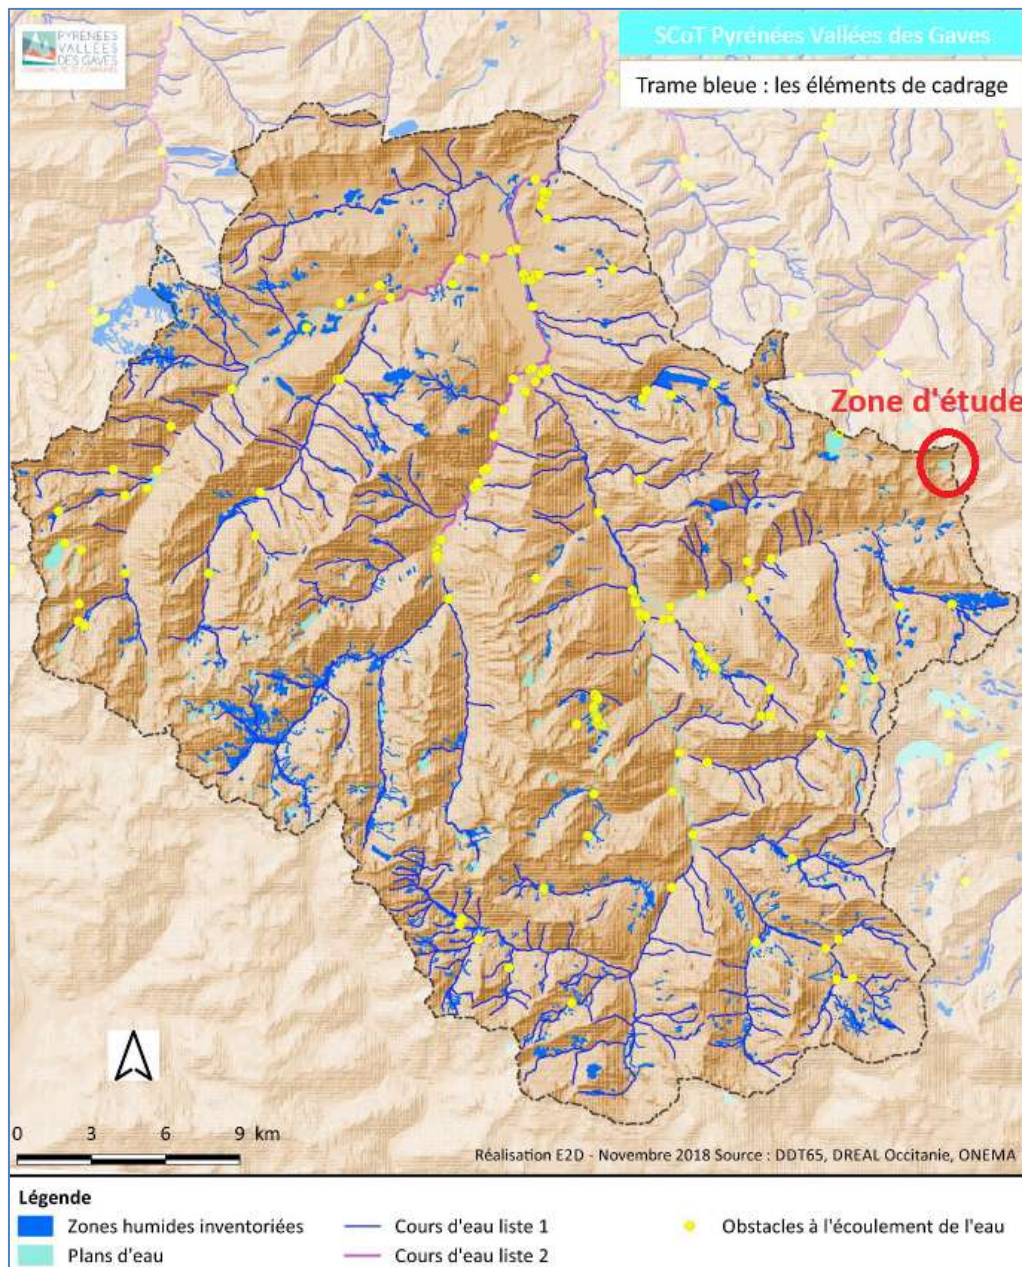 PYRÉNÉES
VALLÉES
DES GAVES
SCoT Pyrénées Vallées des Gaves
Trame bleue : les éléments de cadrage
Zone d'étude
0 3 6 9 km
Réalisation E2D - Novembre 2018 Source : DDT65, DREAL Occitanie, ONEMA
Légende
Zones humides inventoriées
Cours d'eau liste 1
Obstacles à l'écoulement de l'eau
Plans d'eau
Cours d'eau liste 2